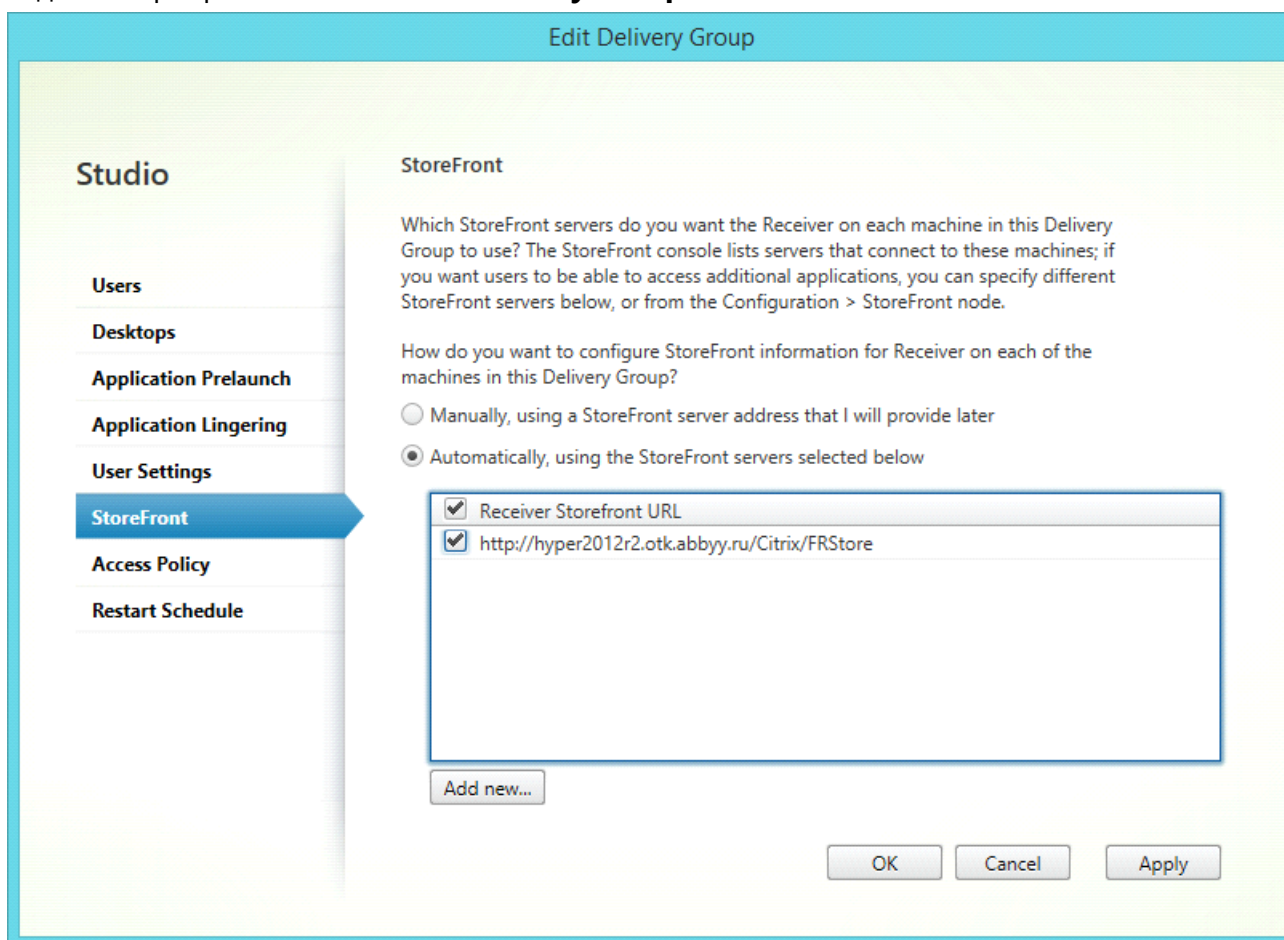 Edit Delivery Group
Studio
Users
Desktops
Application Prelaunch
Application Lingering
User Settings
StoreFront
Access Policy
Restart Schedule
StoreFront
Which StoreFront servers do you want the Receiver on each machine in this Delivery
Group to use? The StoreFront console lists servers that connect to these machines; if
you want users to be able to access additional applications, you can specify different
StoreFront servers below, or from the Configuration > StoreFront node.
How do you want to configure StoreFront information for Receiver on each of the
machines in this Delivery Group?
Manually, using a StoreFront server address that I will provide later
Automatically, using the StoreFront servers selected below
Receiver Storefront URL
http://hyper2012r2.otk.abbyy.ru/Citrix/FRStore
Add new...
OK
Cancel
Apply